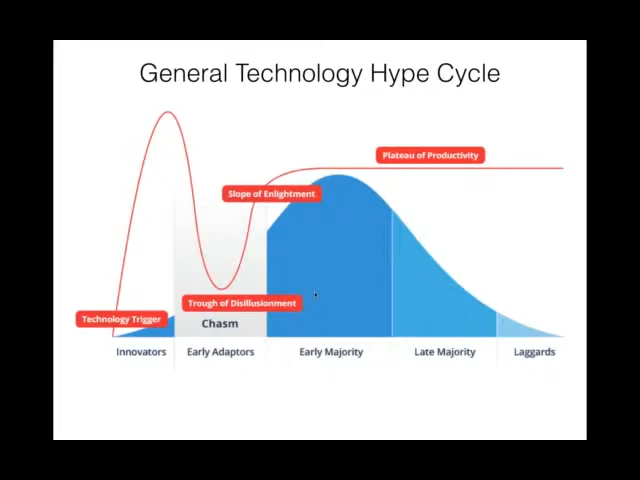 General Technology Hype Cycle
Plateau of Productivity
Slope of Enlightment
Trough of Disillusionment
Technology Trigger
Chasm
Innovators
Early Adaptors
Early Majority
Late Majority
Laggards